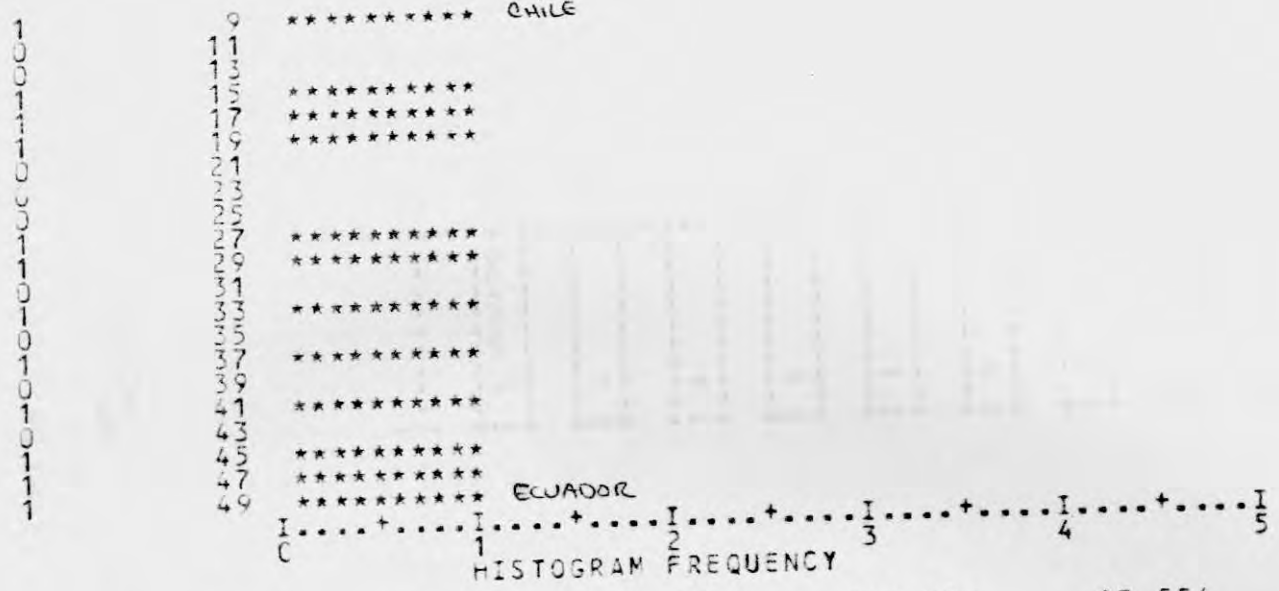 1 9 ********** CHILE
0 11
0 13
1 15 **********
1 17 **********
1 19 **********
0 21
0 23
0 25
1 27 **********
1 29 **********
0 31
1 33 **********
0 35
1 37 **********
0 39
1 41 **********
0 43
1 45 **********
1 47 **********
1 49 ********** ECUADOR
I....+....I....+....I....+....I....+....I....+....I
0 1 2 3 4 5
HISTOGRAM FREQUENCY